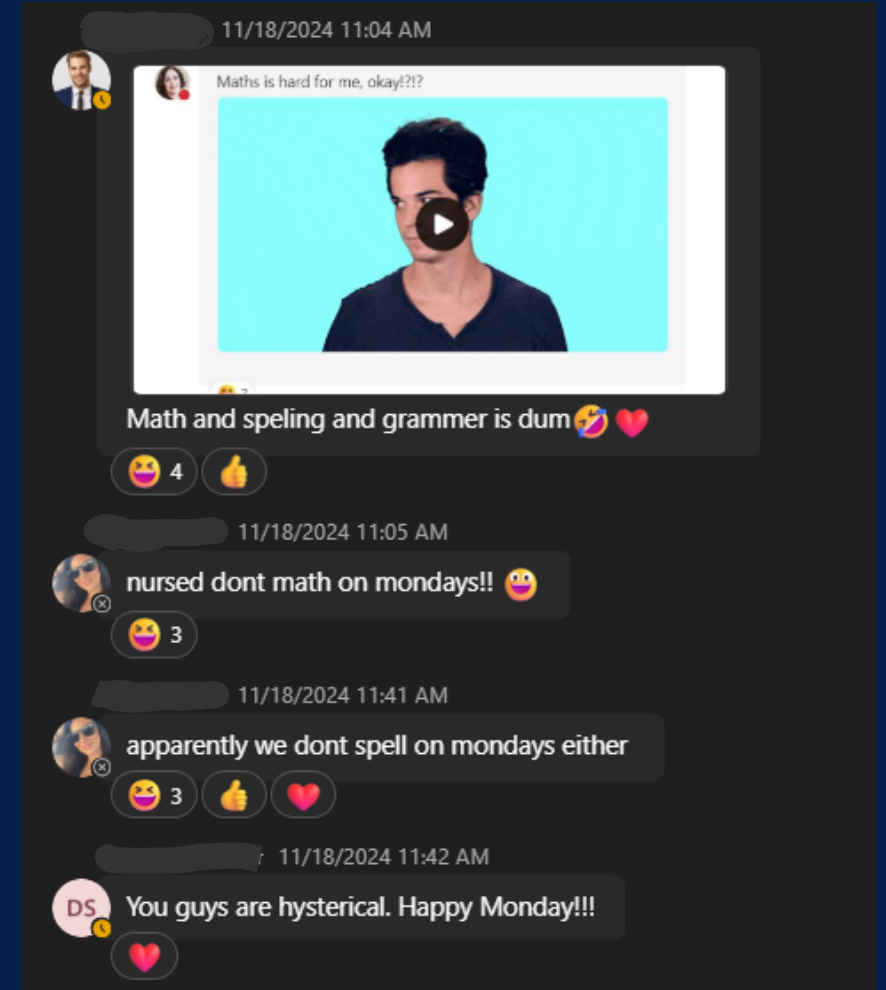 11/18/2024 11:04 AM
Maths is hard for me, okay!?!?
Math and speling and grammer is dum🤣❤️
😆 4 👍
11/18/2024 11:05 AM
nursed dont math on mondays!! 😀
😆 3
11/18/2024 11:41 AM
apparently we dont spell on mondays either
😆 3 👍 ❤️
11/18/2024 11:42 AM
DS
You guys are hysterical. Happy Monday!!!
❤️